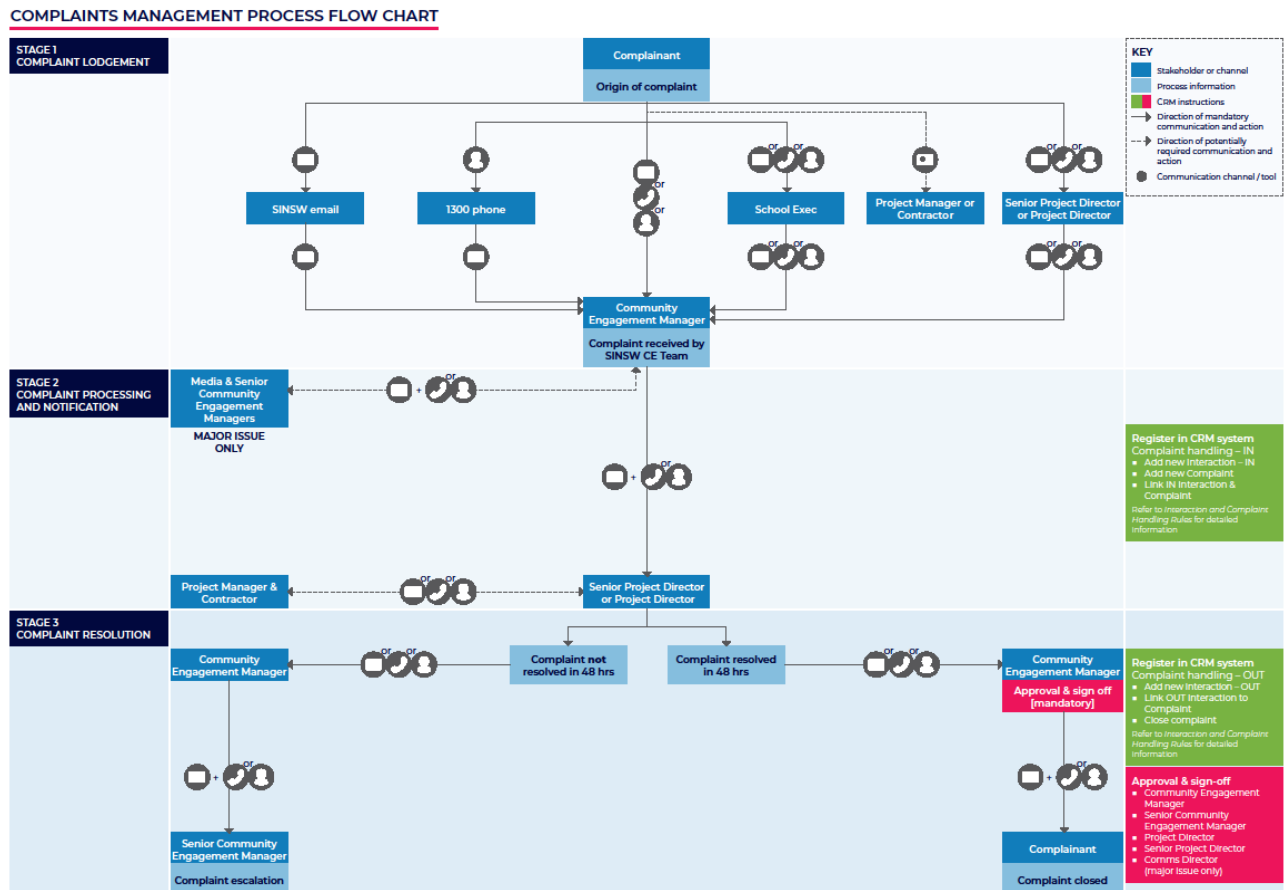 COMPLAINTS MANAGEMENT PROCESS FLOW CHART
STAGE 1
COMPLAINT LODGEMENT
Complainant
Origin of complaint
KEY
Stakeholder or channel
Process information
CRM instructions
Direction of mandatory
communication and action
Direction of potentially
required communication and
action
Communication channel / tool
or
or
or
or
or
or
SINSW email
1300 phone
School Exec
Project Manager or
Contractor
Senior Project Director
or Project Director
or
or
or
or
Community
Engagement Manager
Complaint received by
SINSW CE Team
STAGE 2
COMPLAINT PROCESSING
AND NOTIFICATION
Media & Senior
Community
Engagement
Managers
MAJOR ISSUE
ONLY
+
or
+
or
Register in CRM system
Complaint handling – IN
Add new Interaction – IN
Add new Complaint
Link IN Interaction &
Complaint
Refer to Interaction and Complaint
Handling Rules for detailed
information
Project Manager &
Contractor
or
or
Senior Project Director
or Project Director
STAGE 3
COMPLAINT RESOLUTION
Community
Engagement Manager
or
or
Complaint not
resolved in 48 hrs
Complaint resolved
in 48 hrs
or
or
Community
Engagement Manager
Approval & sign off
[mandatory]
Register in CRM system
Complaint handling – OUT
Add new Interaction – OUT
Link OUT Interaction to
Complaint
Close complaint
Refer to Interaction and Complaint
Handling Rules for detailed
information
+
or
+
or
Approval & sign-off
Community Engagement
Manager
Senior Community
Engagement Manager
Project Director
Senior Project Director
Comms Director
(major issue only)
Senior Community
Engagement Manager
Complaint escalation
Complainant
Complaint closed